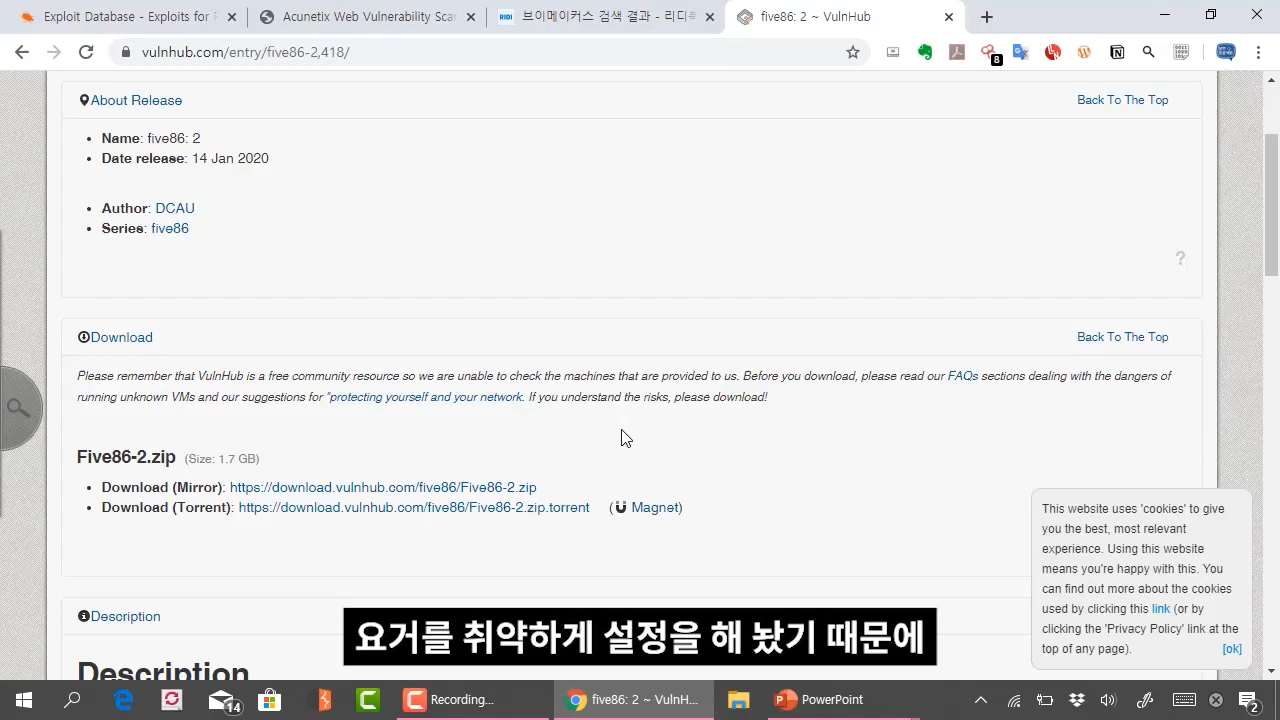 Exploit Database - Exploits for P
Acunetix Web Vulnerability Scan
RIDI
브이메이커스 검색 결과 - 리디북
five86: 2 ~ VulnHub
vulnhub.com/entry/five86-2,418/
8
About Release
Back To The Top
Name: five86: 2
Date release: 14 Jan 2020
Author: DCAU
Series: five86
?
Download
Back To The Top
Please remember that VulnHub is a free community resource so we are unable to check the machines that are provided to us. Before you download, please read our FAQs sections dealing with the dangers of
running unknown VMs and our suggestions for "protecting yourself and your network. If you understand the risks, please download!
Five86-2.zip (Size: 1.7 GB)
Download (Mirror): https://download.vulnhub.com/five86/Five86-2.zip
Download (Torrent): https://download.vulnhub.com/five86/Five86-2.zip.torrent ( Magnet)
This website uses 'cookies' to give
you the best, most relevant
experience. Using this website
means you're happy with this. You
can find out more about the cookies
used by clicking this link (or by
clicking the 'Privacy Policy' link at the
top of any page). [ok]
Description
요거를 취약하게 설정을 해 놨기 때문에
Description
14
Recording...
five86: 2 ~ VulnH...
PowerPoint
2